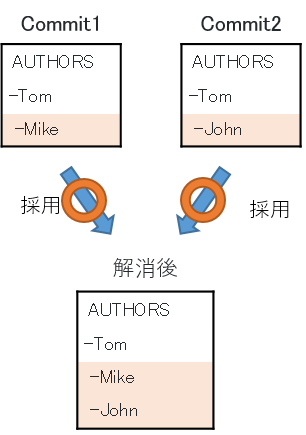 Commit1
Commit2
AUTHORS
-Tom
-Mike
AUTHORS
-Tom
-John
採用
採用
解消後
AUTHORS
-Tom
-Mike
-John